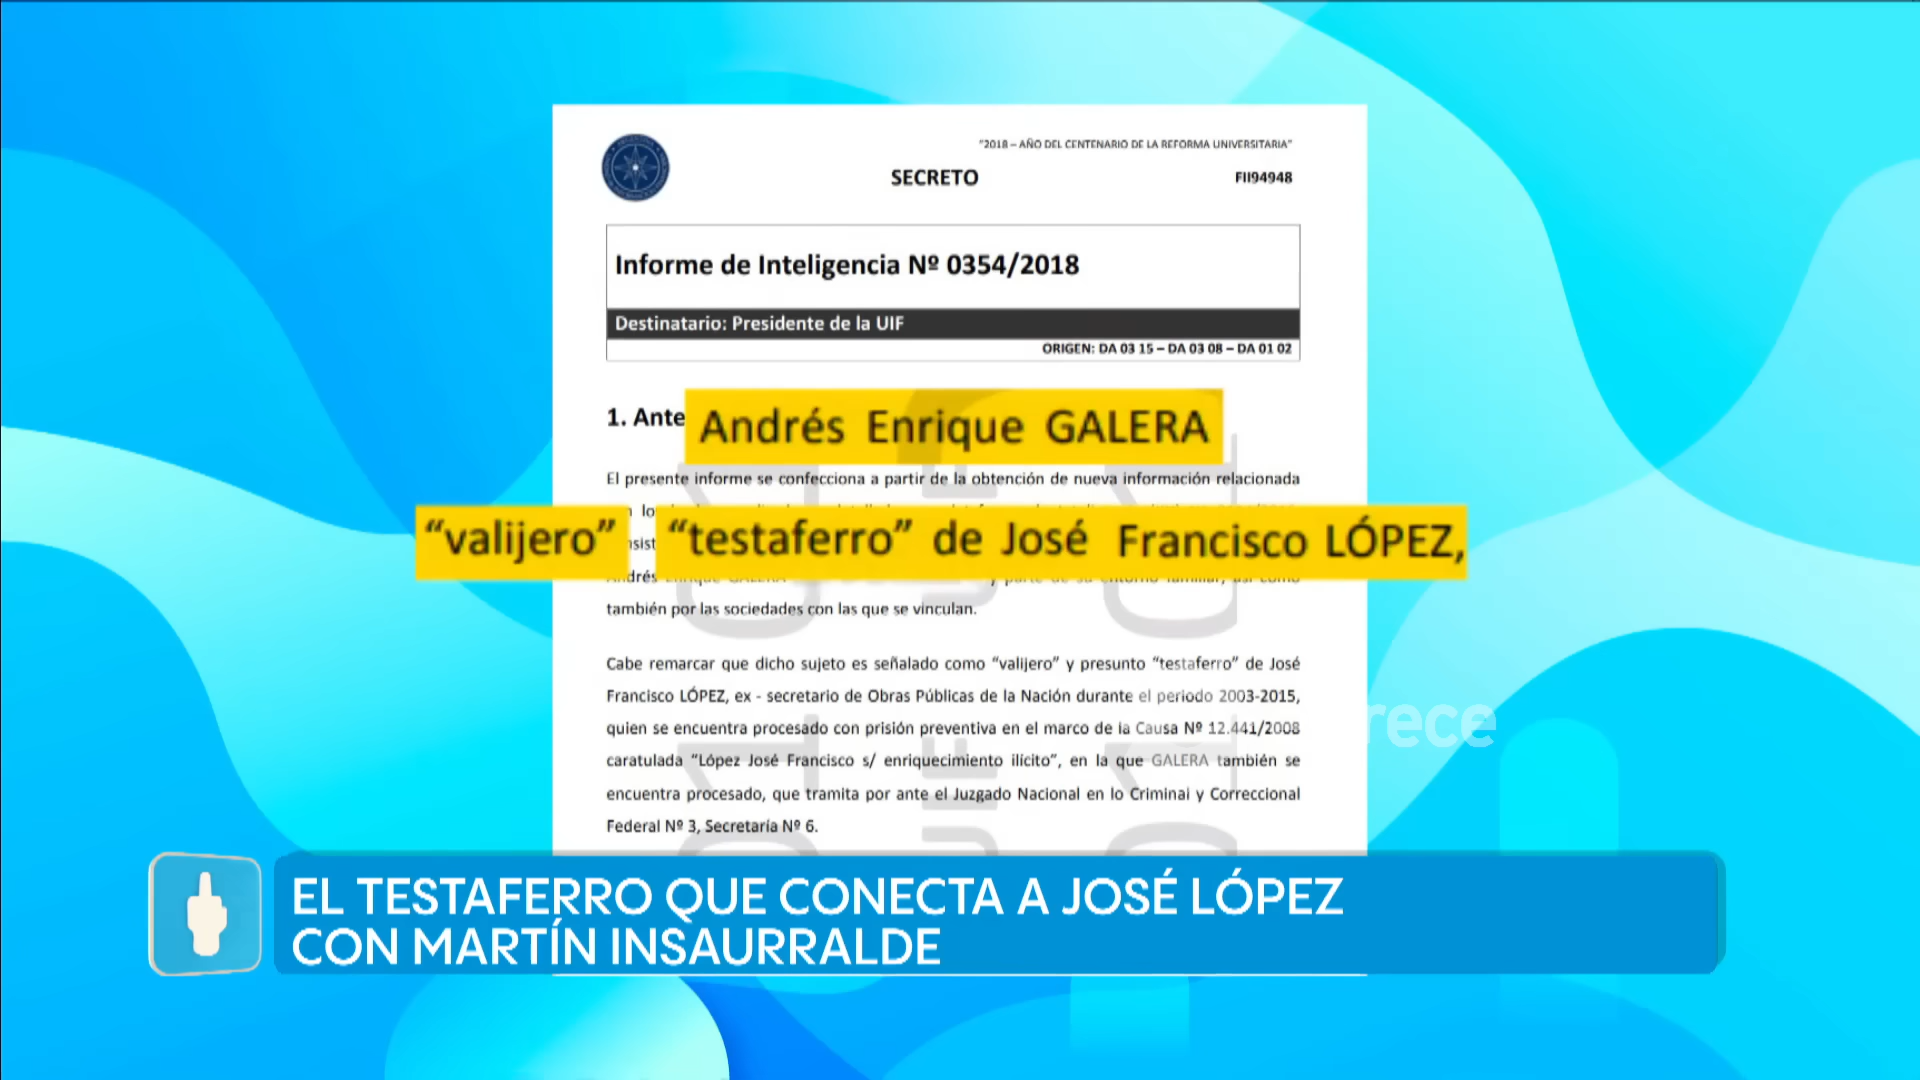 "2018 – AÑO DEL CENTENARIO DE LA REFORMA UNIVERSITARIA"
SECRETO
FII94948
Informe de Inteligencia Nº 0354/2018
Destinatario: Presidente de la UIF
ORIGEN: DA 03 15 – DA 03 08 – DA 01 02
1. Ante
Andrés Enrique GALERA
El presente informe se confecciona a partir de la obtención de nueva información relacionada
“valijero” “testaferro” de José Francisco LÓPEZ,
también por las sociedades con las que se vinculan.
Cabe remarcar que dicho sujeto es señalado como “valijero” y presunto “testaferro” de José
Francisco LÓPEZ, ex - secretario de Obras Públicas de la Nación durante el periodo 2003-2015,
quien se encuentra procesado con prisión preventiva en el marco de la Causa Nº 12.441/2008
caratulada “López José Francisco s/ enriquecimiento ilícito”, en la que GALERA también se
encuentra procesado, que tramita por ante el Juzgado Nacional en lo Criminal y Correccional
Federal Nº 3, Secretaría Nº 6.
EL TESTAFERRO QUE CONECTA A JOSÉ LÓPEZ
CON MARTÍN INSAURRALDE